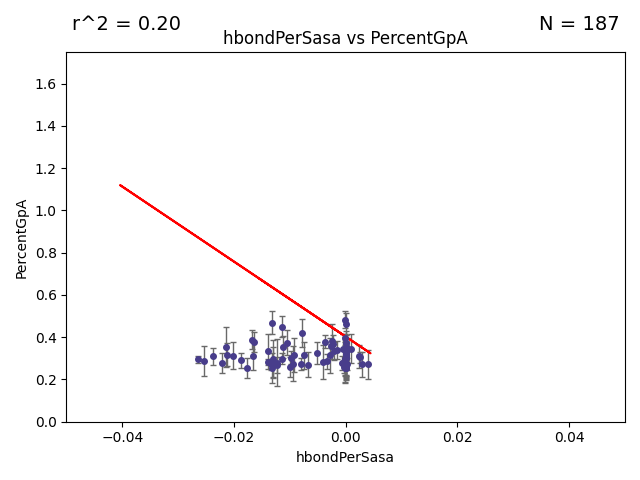 r^2 = 0.20
N = 187
hbondPerSasa vs PercentGpA
1.6
1.4
1.2
1.0
0.8
0.6
0.4
0.2
0.0
PercentGpA
−0.04
−0.02
0.00
0.02
0.04
hbondPerSasa